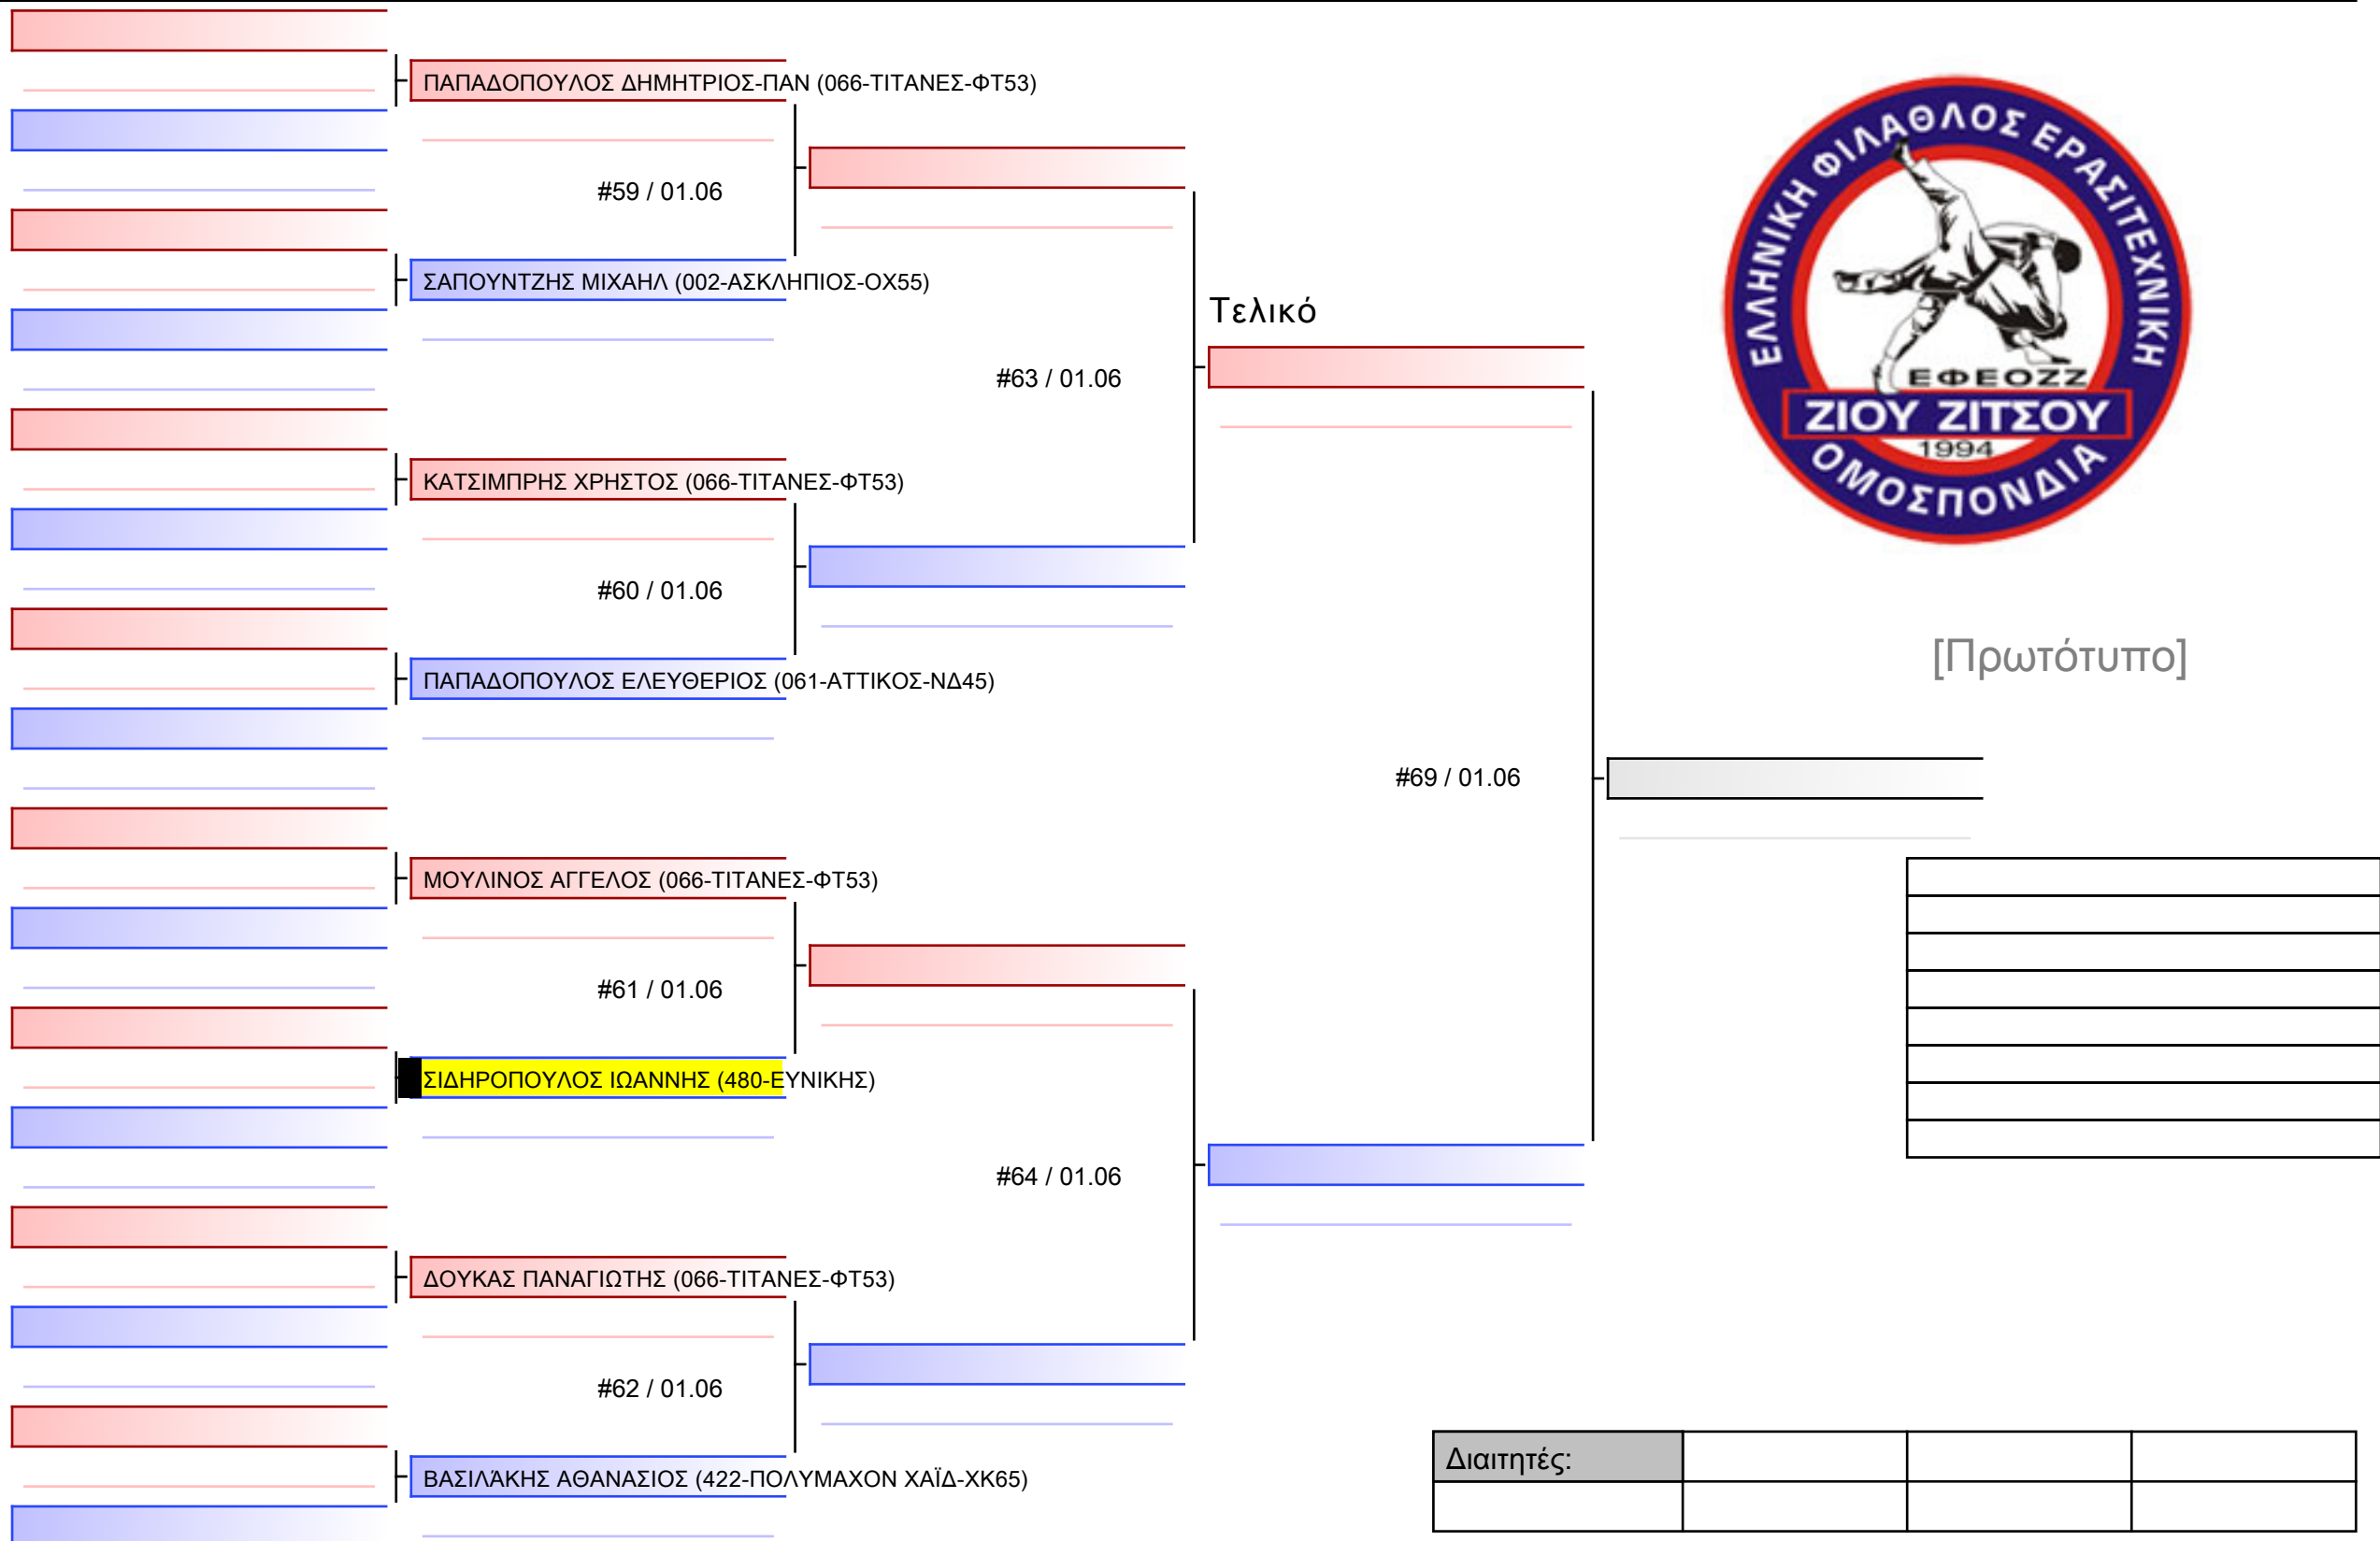 ΠΑΠΑΔΟΠΟΥΛΟΣ ΔΗΜΗΤΡΙΟΣ-ΠΑΝ (066-ΤΙΤΑΝΕΣ-ΦΤ53)
#59 / 01.06
ΣΑΠΟΥΝΤΖΗΣ ΜΙΧΑΗΛ (002-ΑΣΚΛΗΠΙΟΣ-ΟΧ55)
Τελικό
#63 / 01.06
ΚΑΤΣΙΜΠΡΗΣ ΧΡΗΣΤΟΣ (066-ΤΙΤΑΝΕΣ-ΦΤ53)
#60 / 01.06
ΠΑΠΑΔΟΠΟΥΛΟΣ ΕΛΕΥΘΕΡΙΟΣ (061-ΑΤΤΙΚΟΣ-ΝΔ45)
ΕΛΛΗΝΙΚΗ ΦΙΛΑΘΛΟΣ ΕΡΑΣΙΤΕΧΝΙΚΗ
ΕΦΕΟΖΖ
ΖΙΟΥ ΖΙΤΣΟΥ
1994
ΟΜΟΣΠΟΝΔΙΑ
[Πρωτότυπο]
#69 / 01.06
ΜΟΥΛΙΝΟΣ ΑΓΓΕΛΟΣ (066-ΤΙΤΑΝΕΣ-ΦΤ53)
#61 / 01.06
ΣΙΔΗΡΟΠΟΥΛΟΣ ΙΩΑΝΝΗΣ (480-ΕΥΝΙΚΗΣ)
#64 / 01.06
ΔΟΥΚΑΣ ΠΑΝΑΓΙΩΤΗΣ (066-ΤΙΤΑΝΕΣ-ΦΤ53)
#62 / 01.06
ΒΑΣΙΛΆΚΗΣ ΑΘΑΝΑΣΙΟΣ (422-ΠΟΛΥΜΑΧΟΝ ΧΑΪΔ-ΧΚ65)
Διαιτητές: